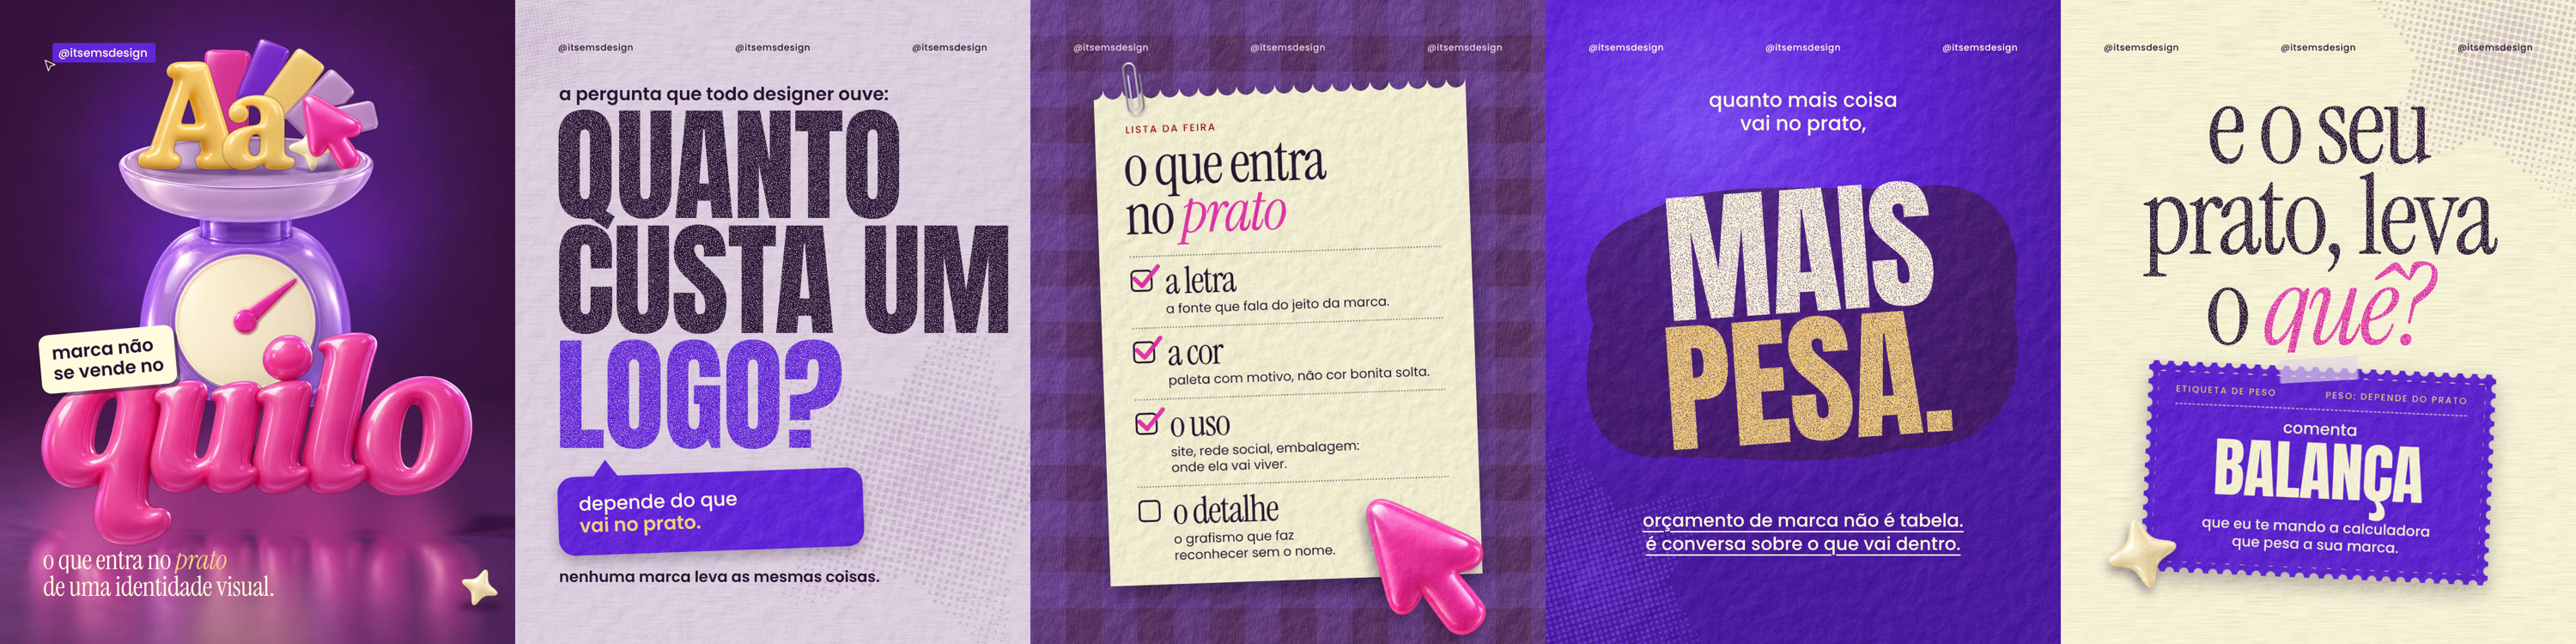 @itsemsdesign
Aa
marca não
se vende no
quilo
o que entra no prato
de uma identidade visual.
@itsemsdesign
@itsemsdesign
@itsemsdesign
a pergunta que todo designer ouve:
QUANTO
CUSTA UM
LOGO?
depende do que
vai no prato.
nenhuma marca leva as mesmas coisas.
@itsemsdesign
@itsemsdesign
@itsemsdesign
LISTA DA FEIRA
o que entra
no prato
a letra
a fonte que fala do jeito da marca.
a cor
paleta com motivo, não cor bonita solta.
o uso
site, rede social, embalagem:
onde ela vai viver.
o detalhe
o grafismo que faz
reconhecer sem o nome.
@itsemsdesign
@itsemsdesign
@itsemsdesign
quanto mais coisa
vai no prato,
MAIS
PESA.
orçamento de marca não é tabela.
é conversa sobre o que vai dentro.
@itsemsdesign
@itsemsdesign
@itsemsdesign
e o seu
prato, leva
o quê?
ETIQUETA DE PESO
PESO: DEPENDE DO PRATO
comenta
BALANÇA
que eu te mando a calculadora
que pesa a sua marca.